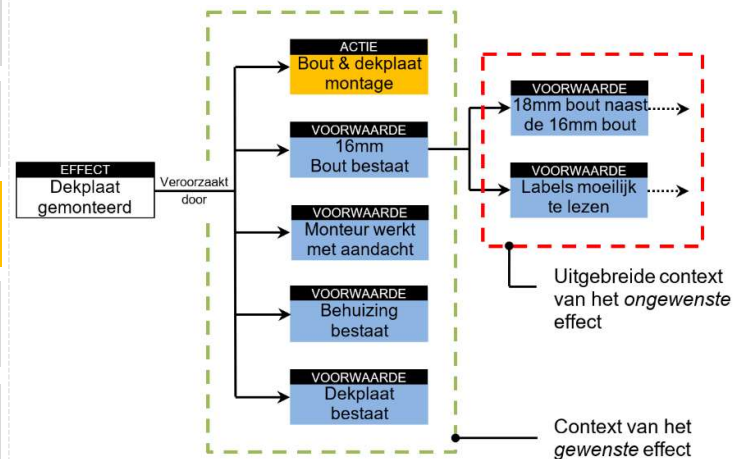 EFFECT
Dekplaat
gemonteerd
Veroorzaakt
door
ACTIE
Bout & dekplaat
montage
VOORWAARDE
16mm
Bout bestaat
VOORWAARDE
Monteur werkt
met aandacht
VOORWAARDE
Behuizing
bestaat
VOORWAARDE
Dekplaat
bestaat
VOORWAARDE
18mm bout naast
de 16mm bout
VOORWAARDE
Labels moeilijk
te lezen
Uitgebreide context
van het ongewenste
effect
Context van het
gewenste effect